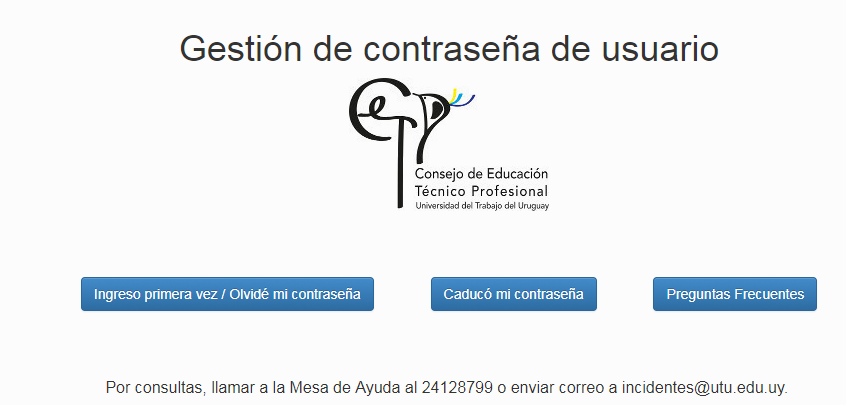 Gestión de contraseña de usuario
Consejo de Educación
Técnico Profesional
Universidad del Trabajo del Uruguay
Ingreso primera vez / Olvidé mi contraseña
Caducó mi contraseña
Preguntas Frecuentes
Por consultas, llamar a la Mesa de Ayuda al 24128799 o enviar correo a incidentes@utu.edu.uy.